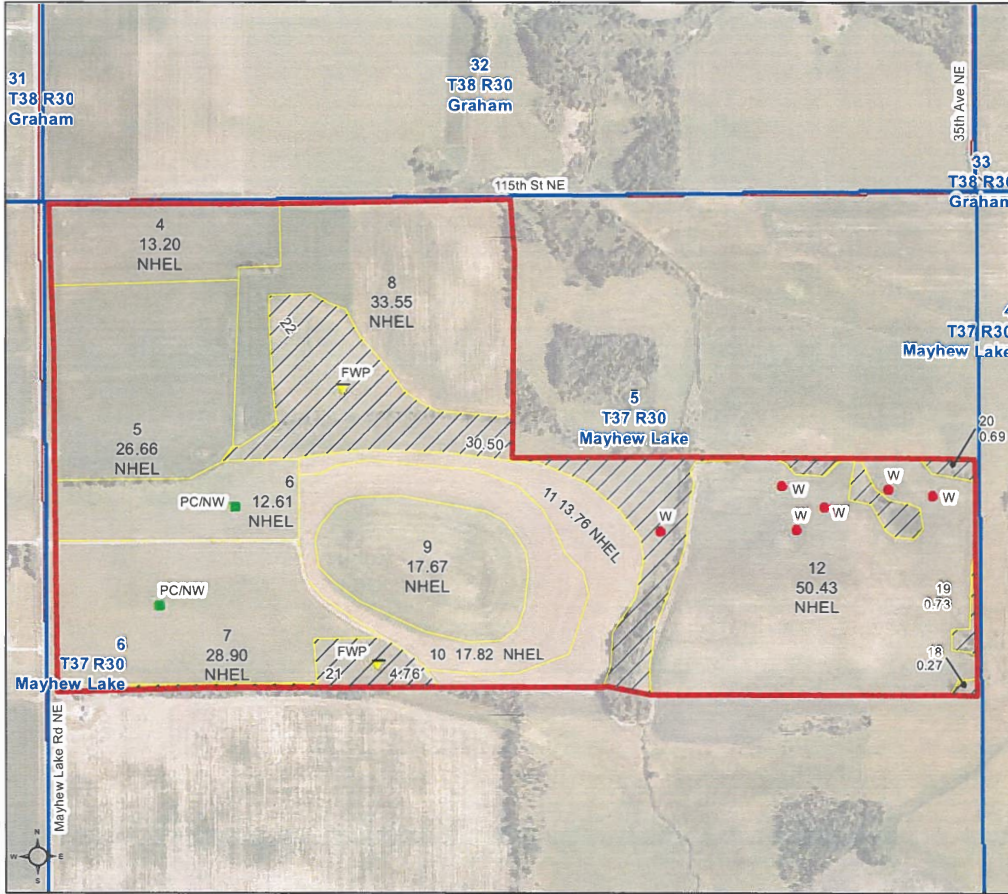 31
T38 R30
Graham
32
T38 R30
Graham
35th Ave NE
33
T38 R30
Graham
115th St NE
4
13.20
NHEL
8
33.55
NHEL
22
FWP
4
T37 R30
Mayhew Lake
5
T37 R30
Mayhew Lake
5
26.66
NHEL
30.50
20
0.69
6
12.61
NHEL
PC/NW
11 13.76 NHEL
W
W
W
W
W
W
9
17.67
NHEL
12
50.43
NHEL
PC/NW
19
0.73
7
28.90
NHEL
6
T37 R30
Mayhew Lake
FWP
21
4.76
10 17.82 NHEL
18
0.27
Mayhew Lake Rd NE
N
W
E
S